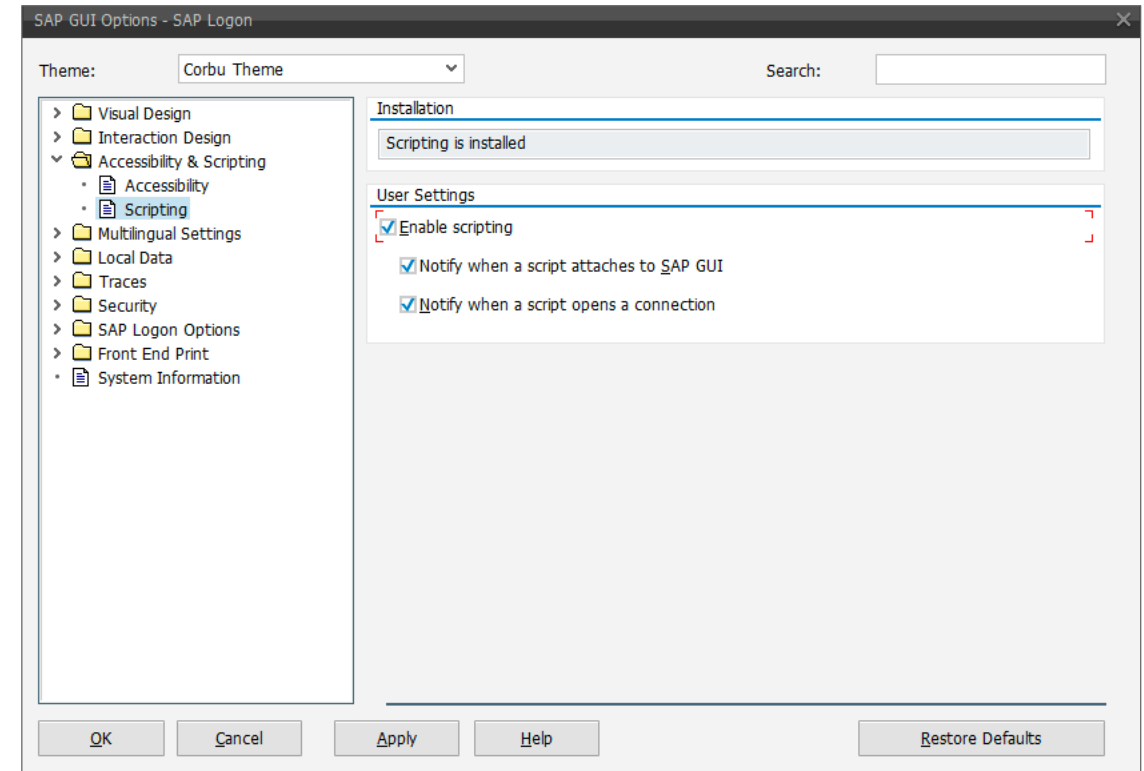 SAP GUI Options - SAP Logon
Theme: Corbu Theme Search:
Visual Design
Interaction Design
Accessibility & Scripting
Accessibility
Scripting
Multilingual Settings
Local Data
Traces
Security
SAP Logon Options
Front End Print
System Information
Installation
Scripting is installed
User Settings
Enable scripting
Notify when a script attaches to SAP GUI
Notify when a script opens a connection
OK Cancel Apply Help Restore Defaults